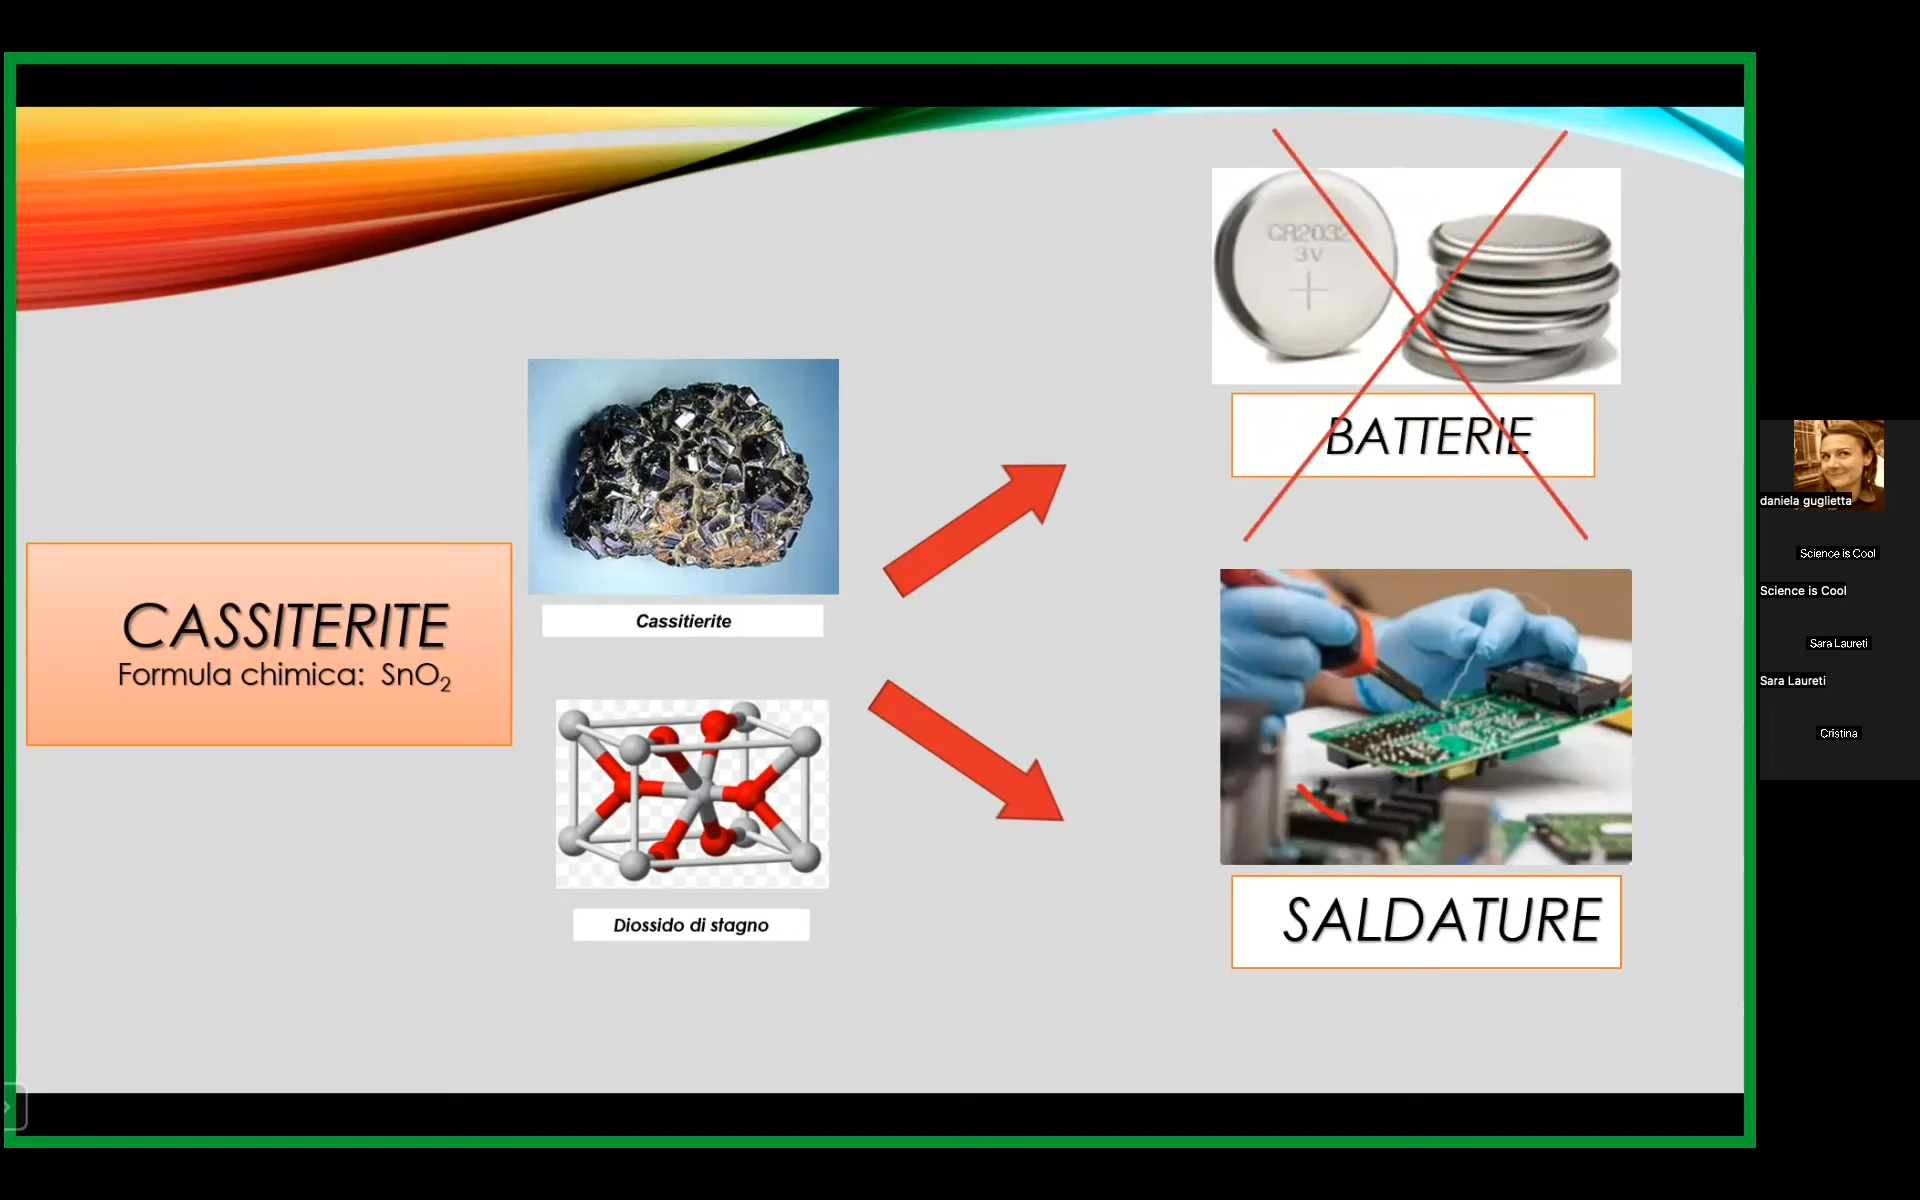 CR2032
3V
BATTERIE
CASSITERITE
Formula chimica: SnO₂
Cassitierite
Diossido di stagno
SALDATURE
daniela guglietta
Science is Cool
Science is Cool
Sara Laureti
Sara Laureti
Cristina